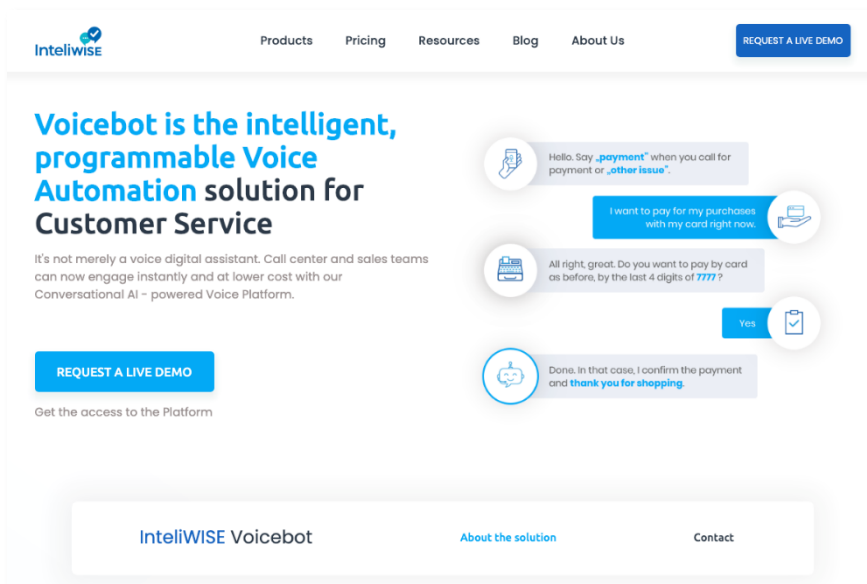 InteliWISE
Products
Pricing
Resources
Blog
About Us
REQUEST A LIVE DEMO
Voicebot is the intelligent,
programmable Voice
Automation solution for
Customer Service
It's not merely a voice digital assistant. Call center and sales teams
can now engage instantly and at lower cost with our
Conversational AI - powered Voice Platform.
REQUEST A LIVE DEMO
Get the access to the Platform
Hello. Say „payment” when you call for
payment or „other issue”.
I want to pay for my purchases
with my card right now.
All right, great. Do you want to pay by card
as before, by the last 4 digits of 7777 ?
Yes
Done. In that case, I confirm the payment
and thank you for shopping.
InteliWISE Voicebot
About the solution
Contact